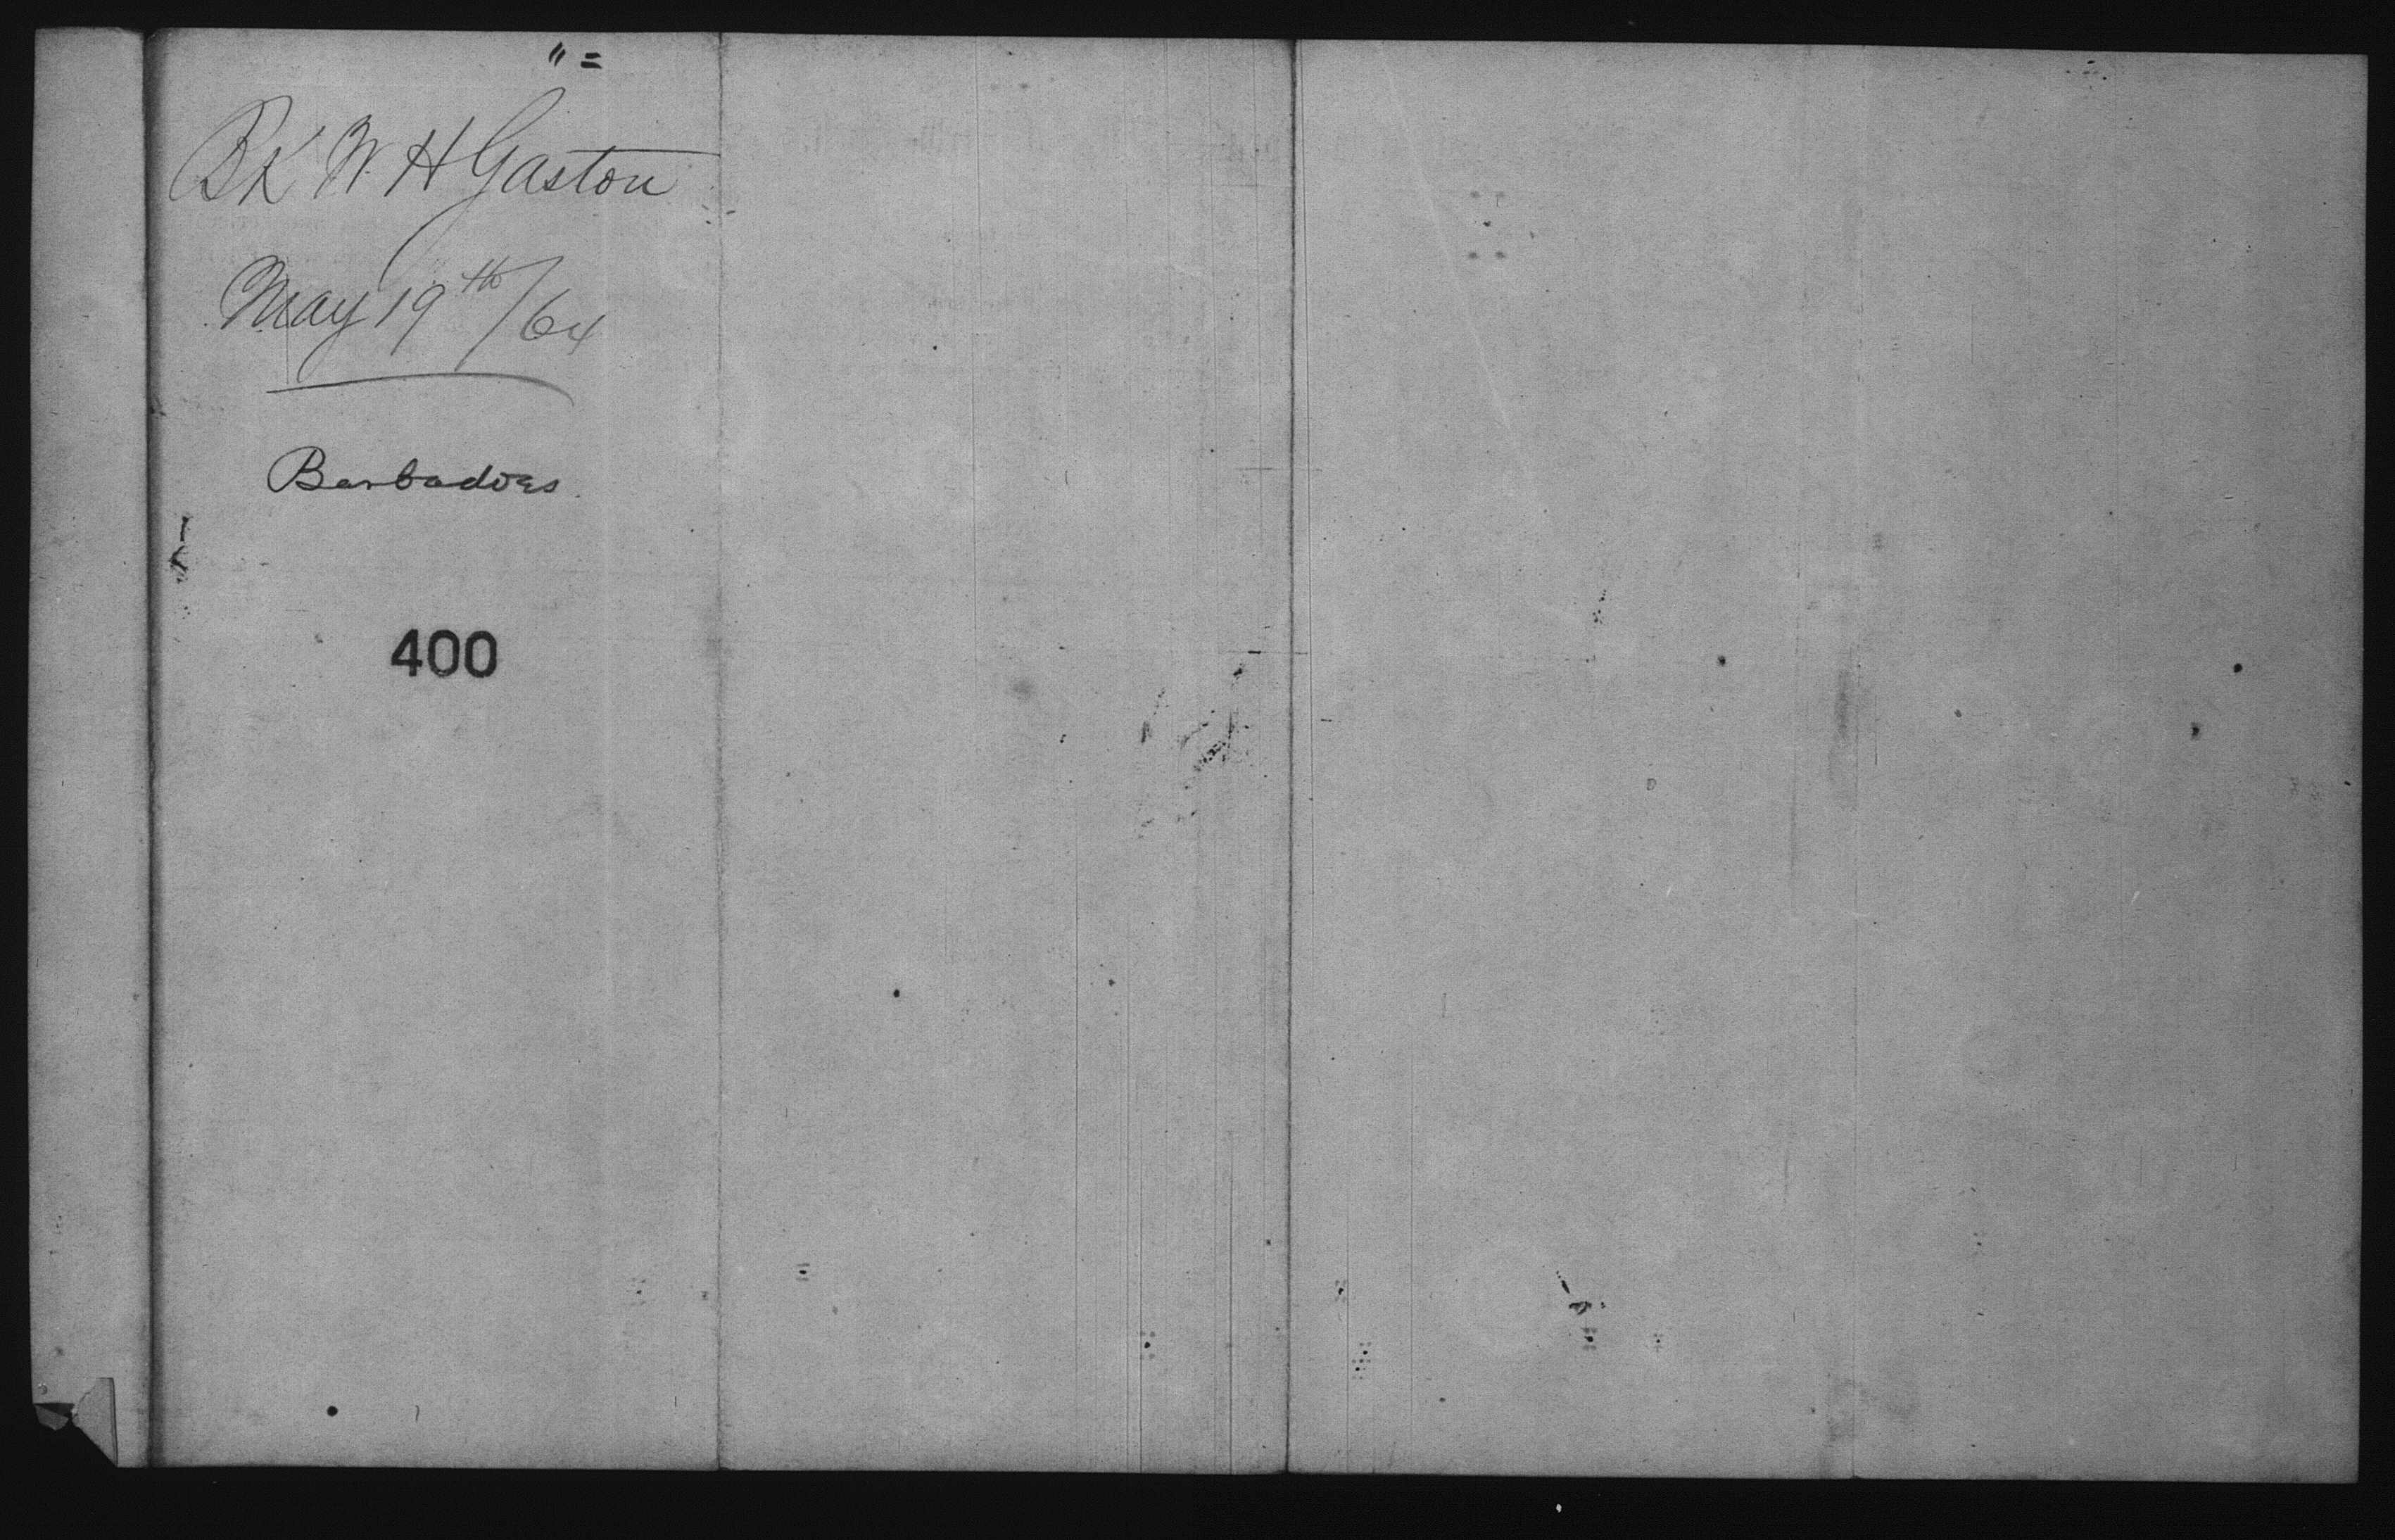 " =
Bk W. H Gaston
May 19th/64
Barbadoes
400